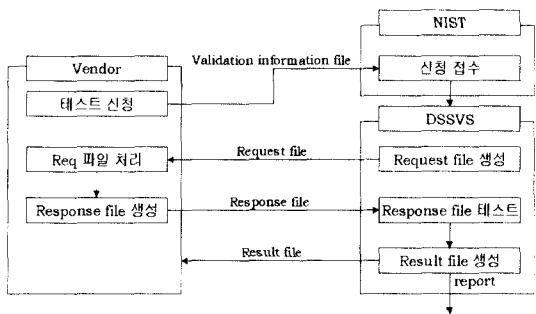 NIST
Validation information file
Vendor
신청 접수
테스트 신청
DSSVS
Request file
Req 파일 처리
Request file 생성
Response file
Response file 생성
Response file 테스트
Result file
Result file 생성
report